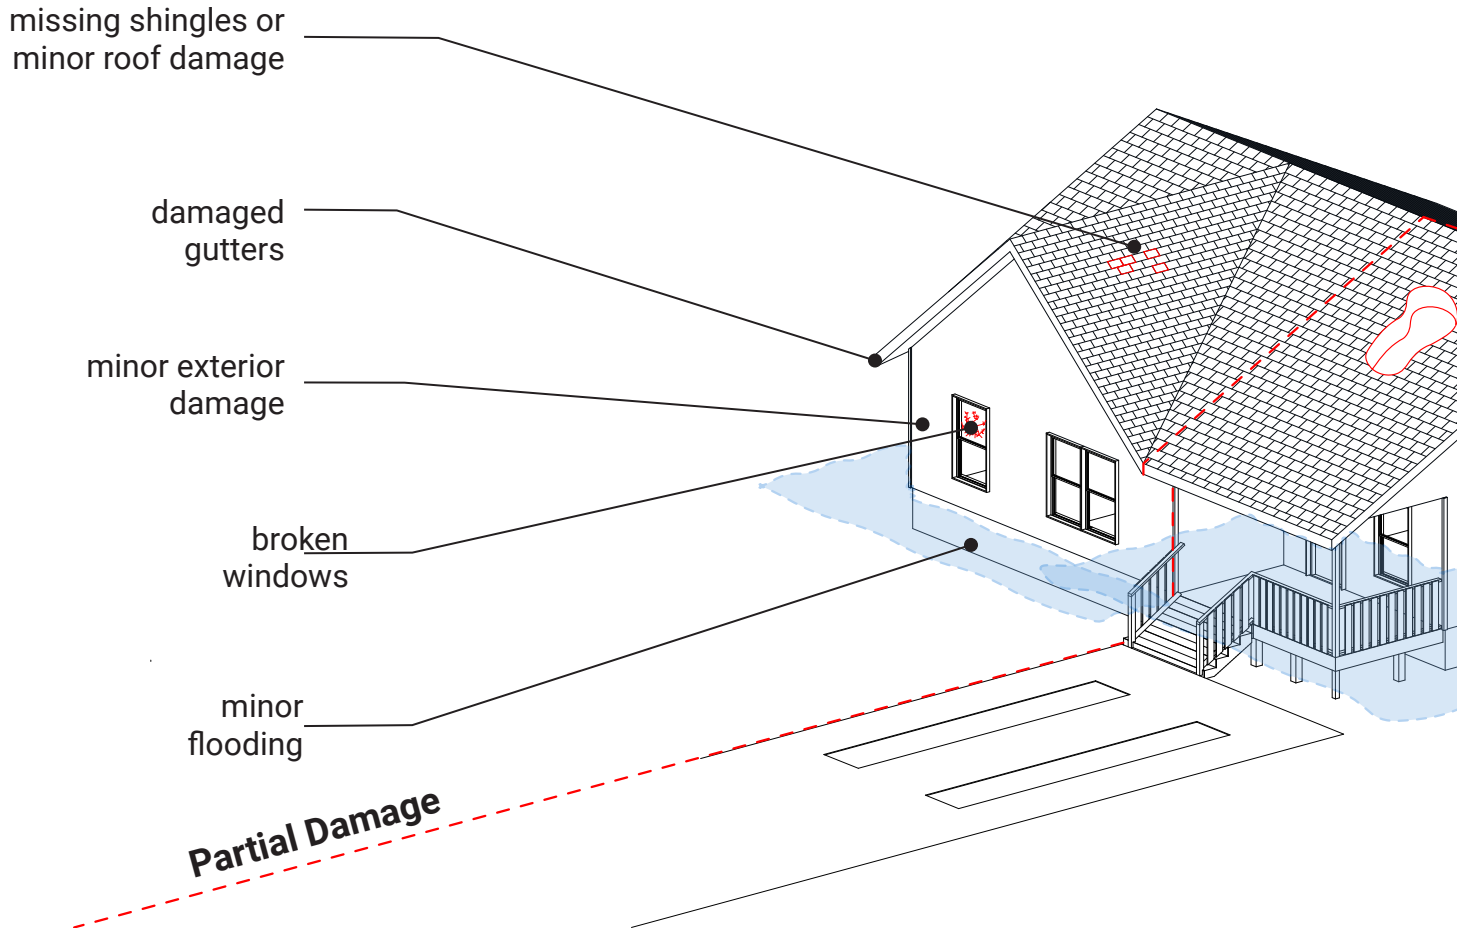 missing shingles or
minor roof damage
damaged
gutters
minor exterior
damage
broken
windows
minor
flooding
Partial Damage